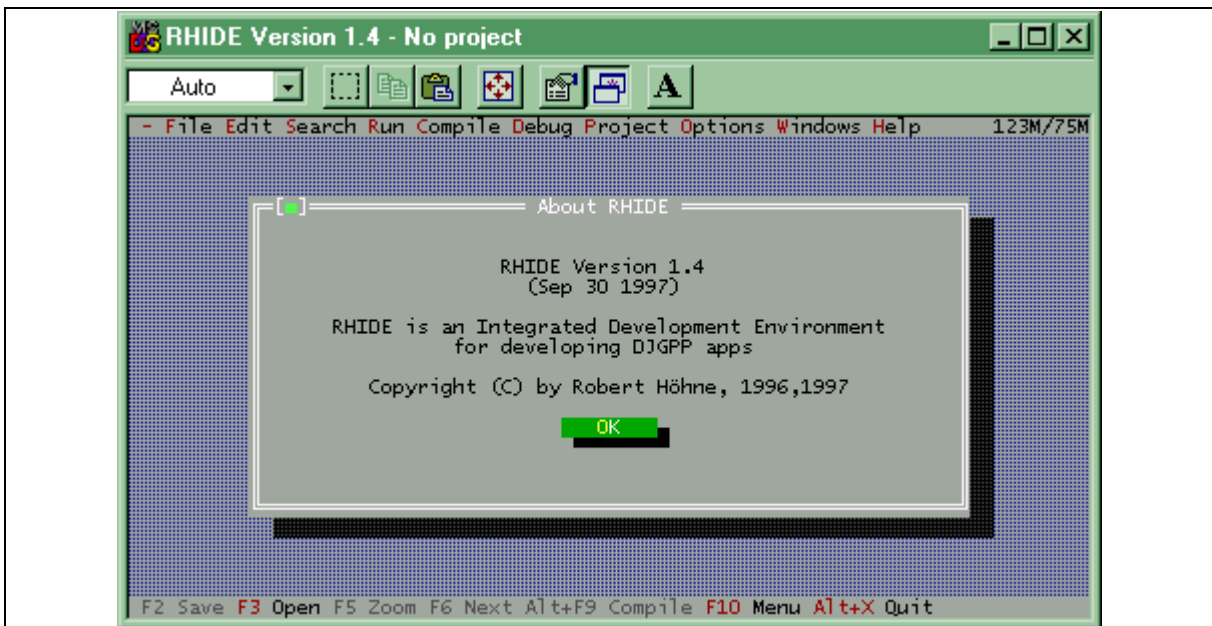 RHIDE Version 1.4 - No project
Auto A
- File Edit Search Run Compile Debug Project Options Windows Help 123M/75M
[■] About RHIDE
RHIDE Version 1.4
(Sep 30 1997)
RHIDE is an Integrated Development Environment
for developing DJGPP apps
Copyright (C) by Robert Höhne, 1996,1997
OK
F2 Save F3 Open F5 Zoom F6 Next Alt+F9 Compile F10 Menu Alt+X Quit